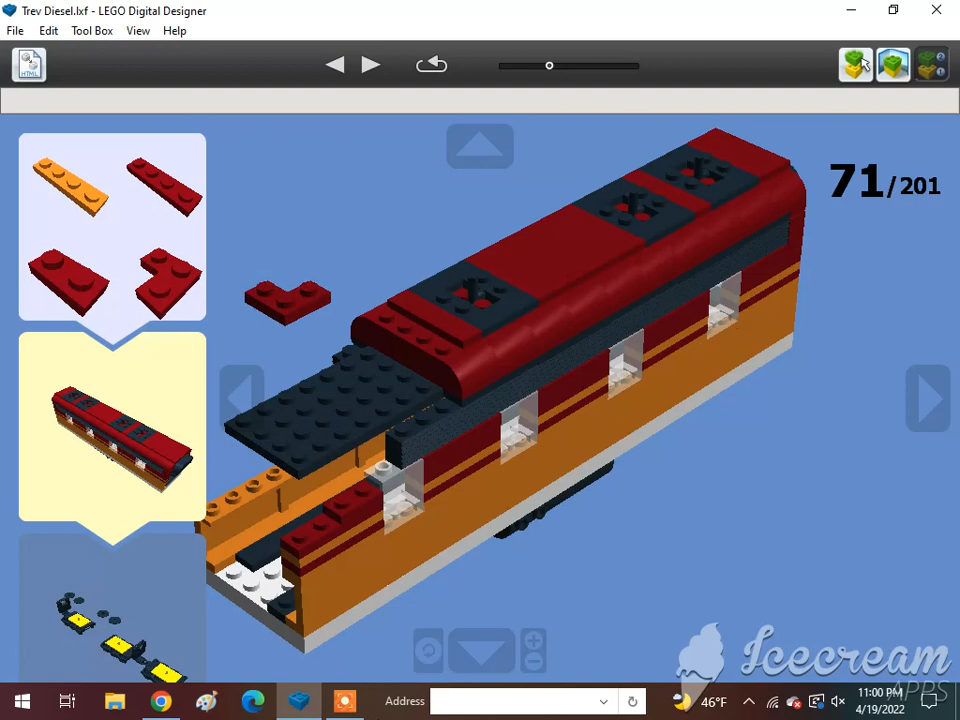 Trev Diesel.lxf - LEGO Digital Designer
File Edit Tool Box View Help
HTML
71/201
Icecream
APPS
Address
46°F
11:00 PM
4/19/2022